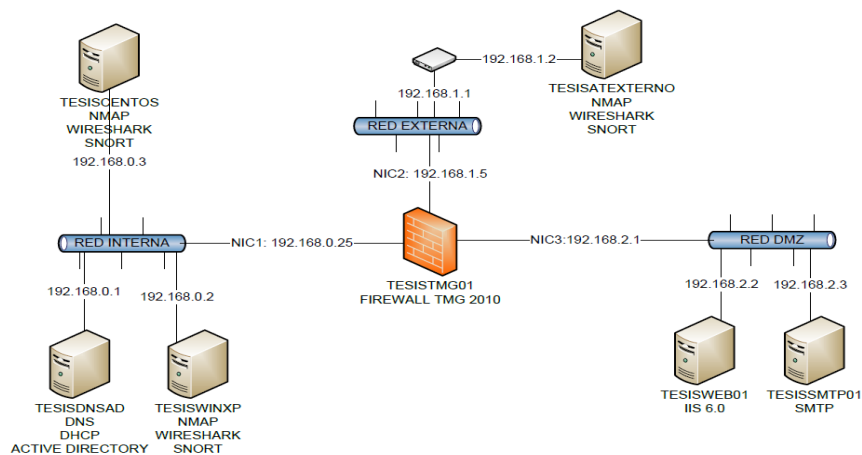 192.168.1.2
TESISCENTOS
NMAP
WIRESHARK
SNORT
192.168.0.3
TESISATEXTERNO
NMAP
WIRESHARK
SNORT
192.168.1.1
RED EXTERNA
NIC2: 192.168.1.5
RED INTERNA
NIC1: 192.168.0.25
NIC3:192.168.2.1
RED DMZ
TESISTMG01
FIREWALL TMG 2010
192.168.0.1
192.168.0.2
192.168.2.2
192.168.2.3
TESISDNSAD
DNS
DHCP
ACTIVE DIRECTORY
TESISWINXP
NMAP
WIRESHARK
SNORT
TESISWEB01
IIS 6.0
TESISSMTP01
SMTP